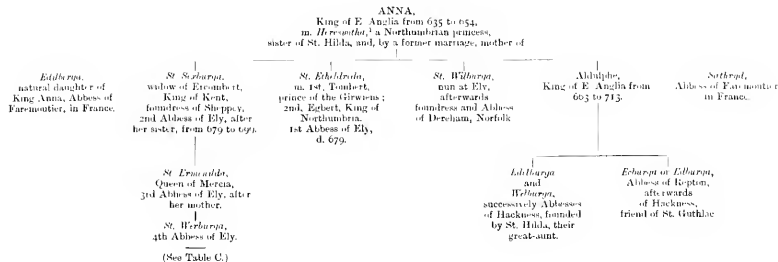 ANNA,
King of E Anglia from 635 to 654,
m. Hereswitha,¹ a Northumbrian princess,
sister of St. Hilda, and, by a former marriage, mother of
Edilburga,
natural daughter of
King Anna, Abbess of
Faremoutier, in France.
St Sexburga,
widow of Ercombert,
King of Kent,
foundress of Sheppey,
2nd Abbess of Ely, after
her sister, from 679 to 699.
St. Etheldreda,
m. 1st, Tombert,
prince of the Girwiens;
2nd, Egbert, King of
Northumbria.
1st Abbess of Ely,
d. 679.
St. Wilburga,
nun at Ely,
afterwards
foundress and Abbess
of Dereham, Norfolk
Aldulphe,
King of E Anglia from
663 to 713.
Sethryd,
Abbess of Faremoutier
in France.
St Ermenilda,
Queen of Mercia,
3rd Abbess of Ely, after
her mother.
St. Werburga,
4th Abbess of Ely.
(See Table C.)
Edilburga
and
Welburga,
successively Abbesses
of Hackness, founded
by St. Hilda, their
great-aunt.
Ecburga or Edburga,
Abbess of Repton,
afterwards
of Hackness,
friend of St. Guthlac